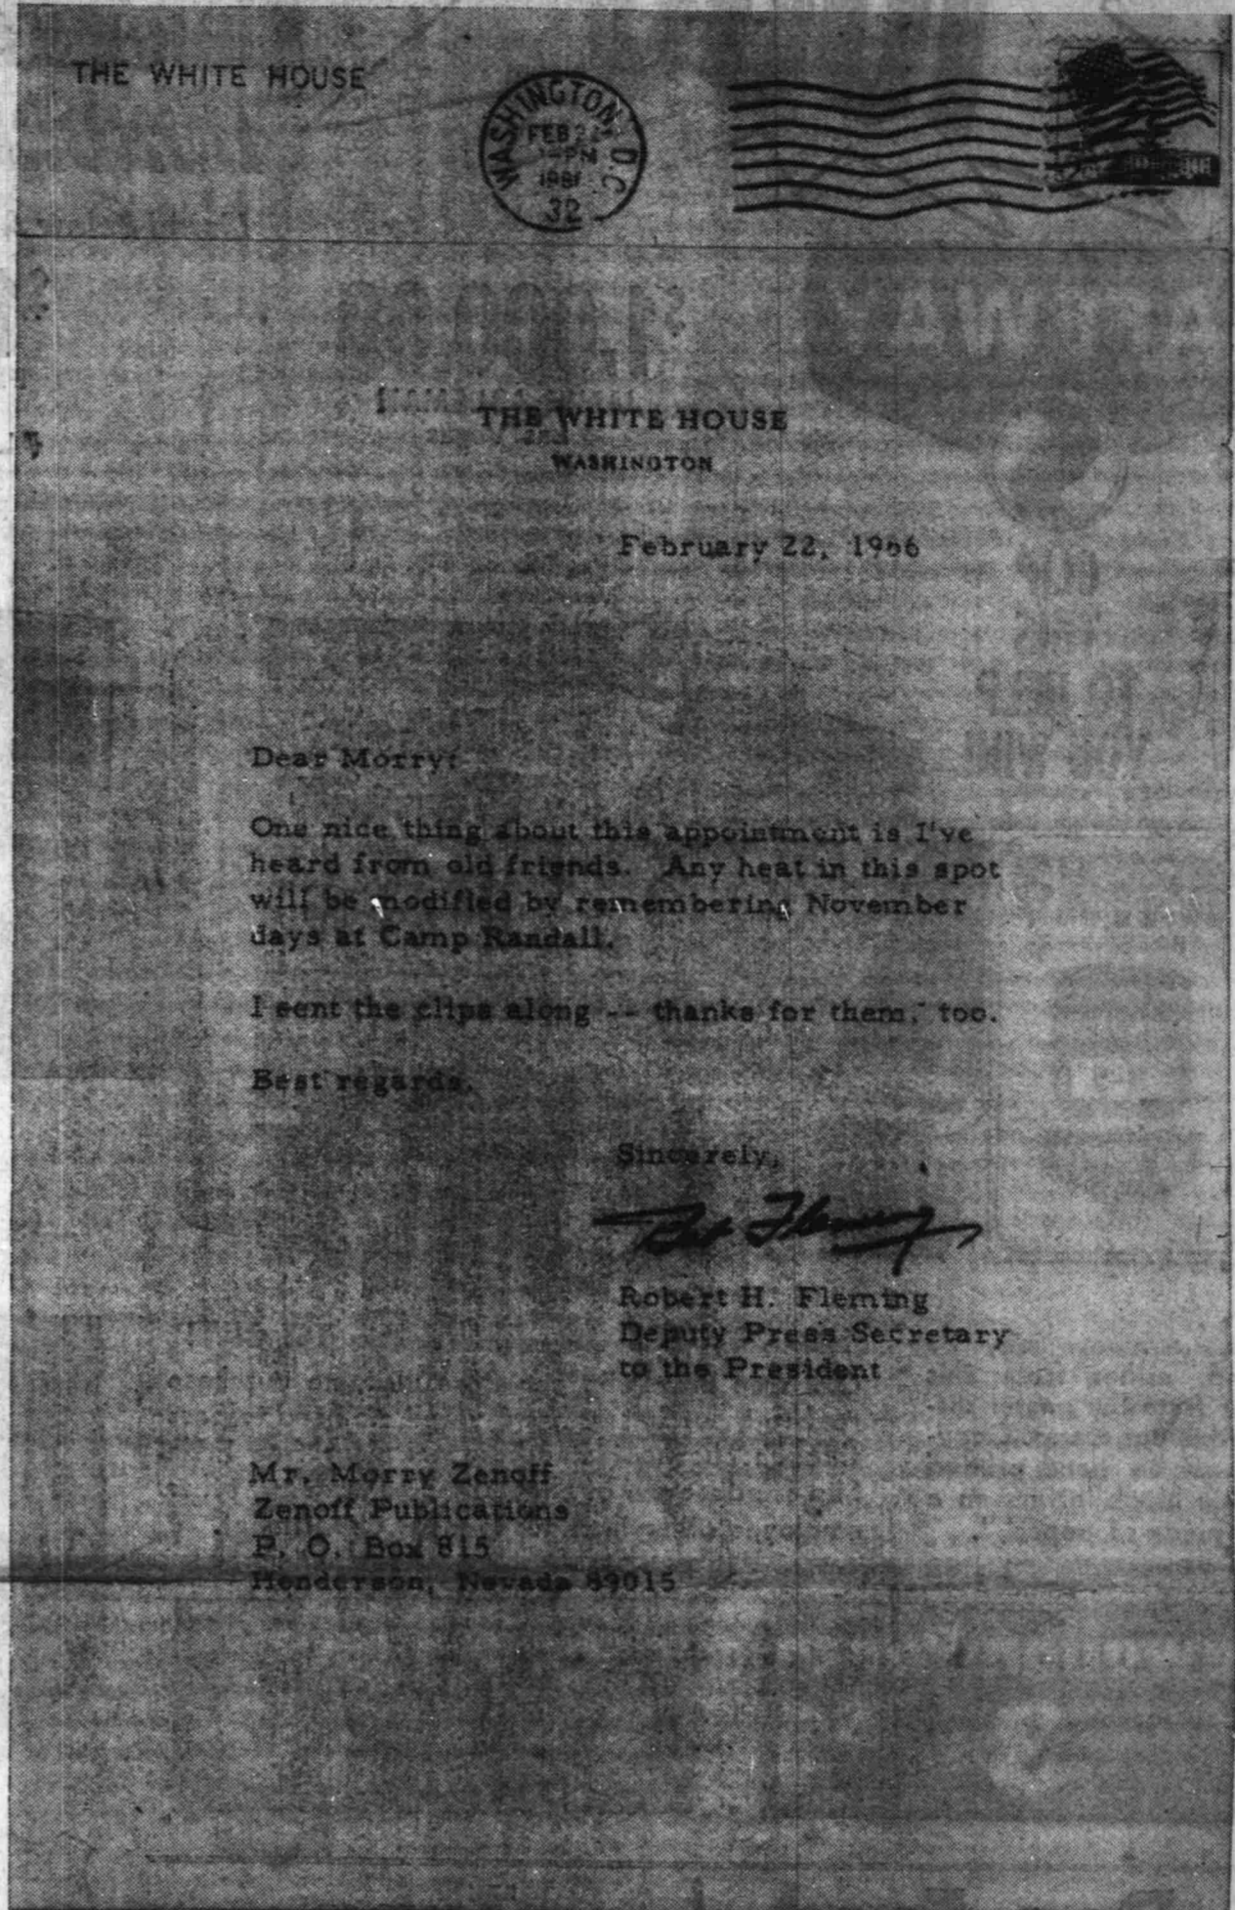 THE WHITE HOUSE
WASHINGTON, D.C.
FEB 22
PM
32
THE WHITE HOUSE
WASHINGTON
February 22, 1966
Dear Morry:
One nice thing about this appointment is I've
heard from old friends. Any heat in this spot
will be modified by remembering November
days at Camp Randall.
I sent the clips along -- thanks for them, too.
Best regards.
Sincerely,
Bob Fleming
Robert H. Fleming
Deputy Press Secretary
to the President
Mr. Morry Zenoff
Zenoff Publications
P. O. Box 815
Henderson, Nevada 89015